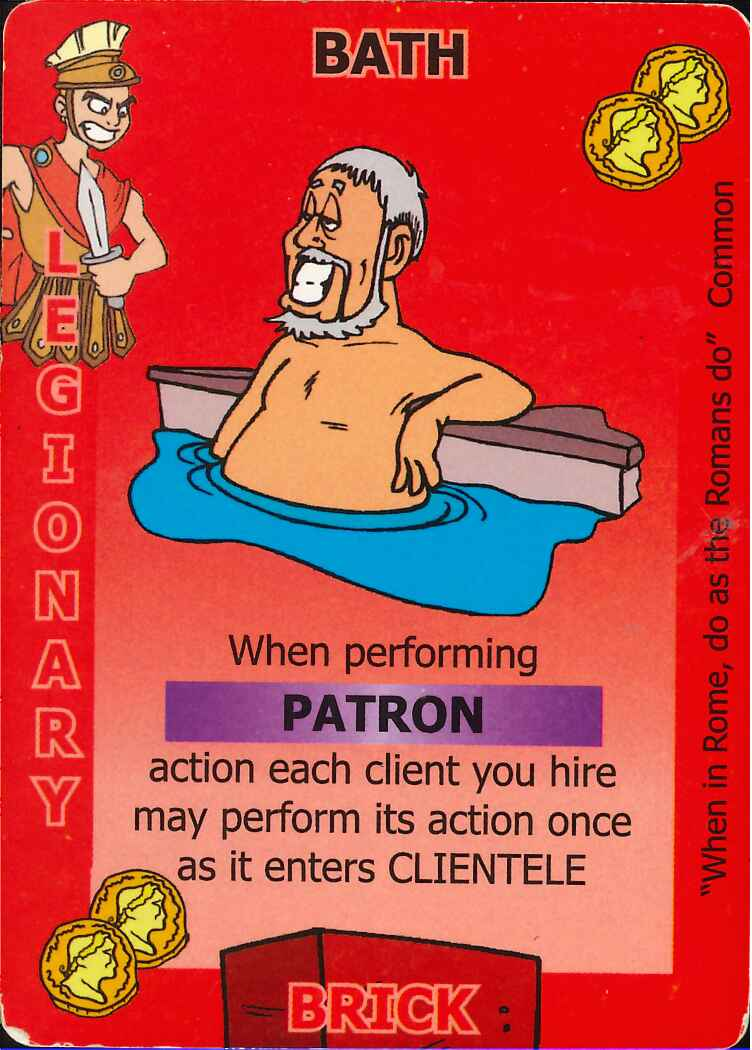 BATH
LEGIONARY
"When in Rome, do as the Romans do" Common
When performing
PATRON
action each client you hire
may perform its action once
as it enters CLIENTELE
BRICK